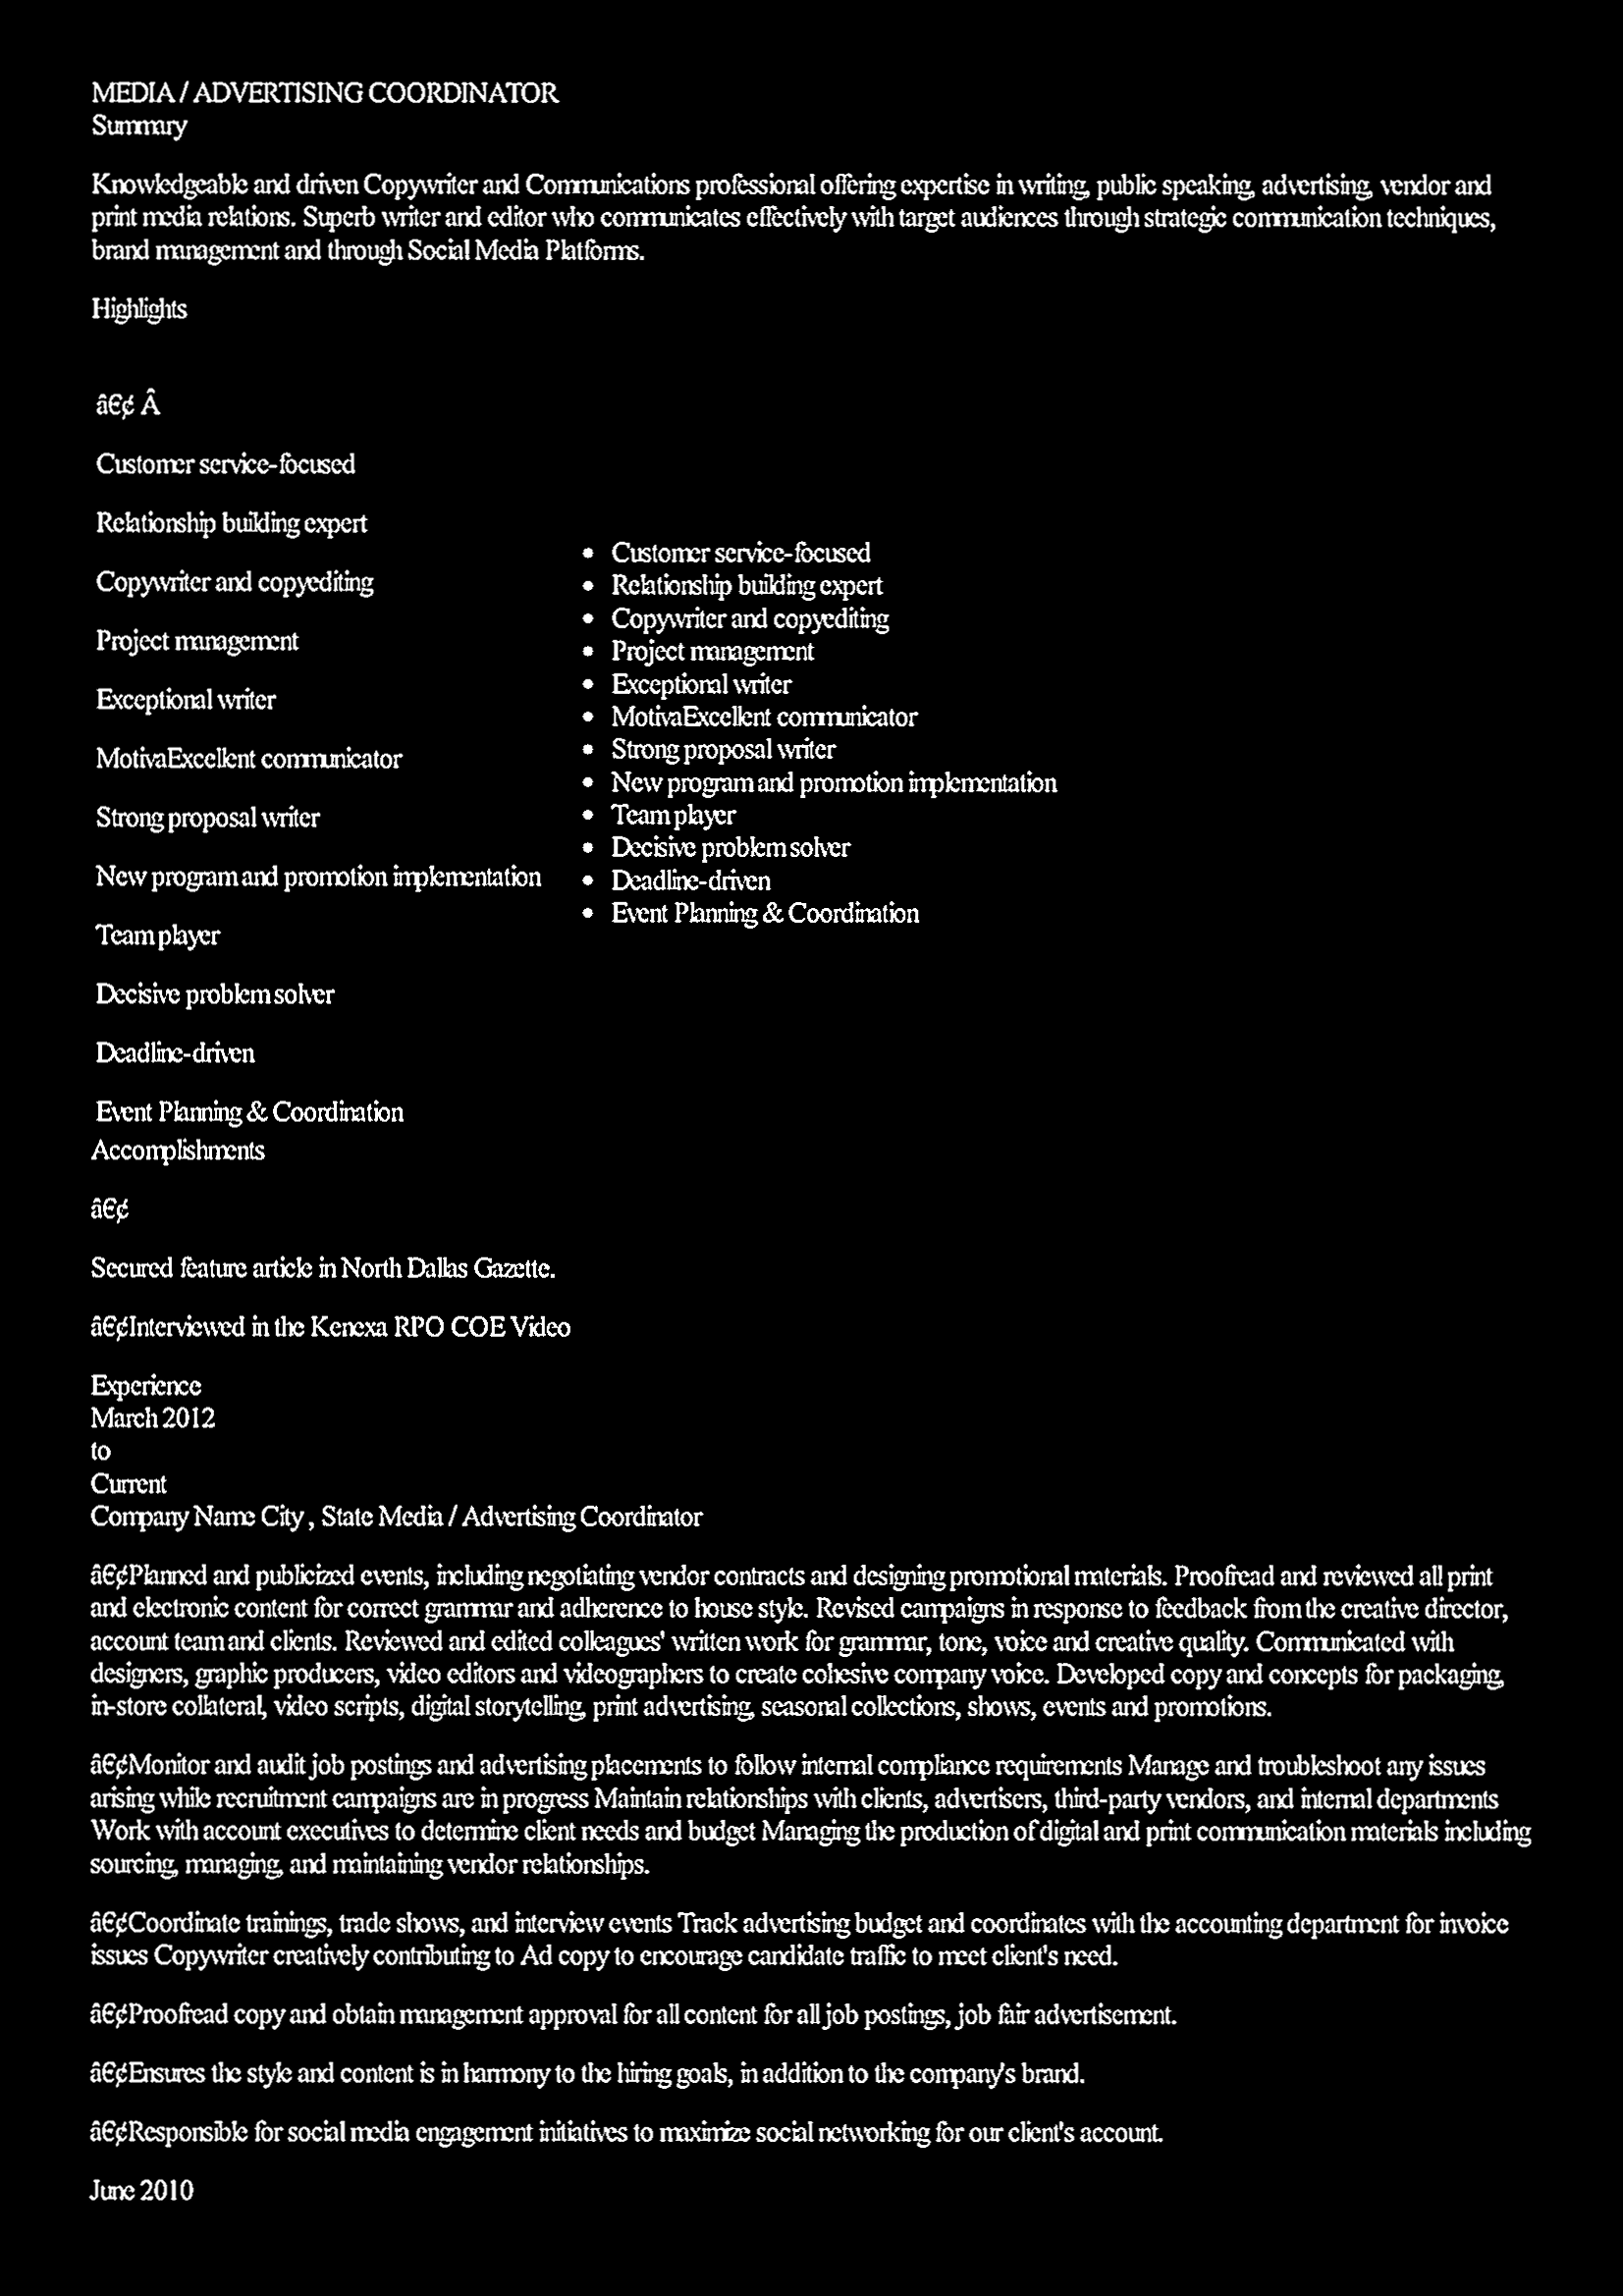 MEDIA / ADVERTISING COORDINATOR
Summary
Knowledgeable and driven Copywriter and Communications professional offering expertise in writing, public speaking, advertising, vendor and
print media relations. Superb writer and editor who communicates effectively with target audiences through strategic communication techniques,
brand management and through Social Media Platforms.
Highlights
â€¢ Â
Customer service-focused
Relationship building expert
Copywriter and copyediting
Project management
Exceptional writer
MotivaExcellent communicator
Strong proposal writer
New program and promotion implementation
Team player
Decisive problem solver
Deadline-driven
Event Planning & Coordination
• Customer service-focused
• Relationship building expert
• Copywriter and copyediting
• Project management
• Exceptional writer
• MotivaExcellent communicator
• Strong proposal writer
• New program and promotion implementation
• Team player
• Decisive problem solver
• Deadline-driven
• Event Planning & Coordination
Accomplishments
â€¢
Secured feature article in North Dallas Gazette.
â€¢Interviewed in the Kenexa RPO COE Video
Experience
March 2012
to
Current
Company Name City , State Media / Advertising Coordinator
â€¢Planned and publicized events, including negotiating vendor contracts and designing promotional materials. Proofread and reviewed all print
and electronic content for correct grammar and adherence to house style. Revised campaigns in response to feedback from the creative director,
account team and clients. Reviewed and edited colleagues' written work for grammar, tone, voice and creative quality. Communicated with
designers, graphic producers, video editors and videographers to create cohesive company voice. Developed copy and concepts for packaging,
in-store collateral, video scripts, digital storytelling, print advertising, seasonal collections, shows, events and promotions.
â€¢Monitor and audit job postings and advertising placements to follow internal compliance requirements Manage and troubleshoot any issues
arising while recruitment campaigns are in progress Maintain relationships with clients, advertisers, third-party vendors, and internal departments
Work with account executives to determine client needs and budget Managing the production of digital and print communication materials including
sourcing, managing, and maintaining vendor relationships.
â€¢Coordinate trainings, trade shows, and interview events Track advertising budget and coordinates with the accounting department for invoice
issues Copywriter creatively contributing to Ad copy to encourage candidate traffic to meet client's need.
â€¢Proofread copy and obtain management approval for all content for all job postings, job fair advertisement.
â€¢Ensures the style and content is in harmony to the hiring goals, in addition to the company's brand.
â€¢Responsible for social media engagement initiatives to maximize social networking for our client's account.
June 2010